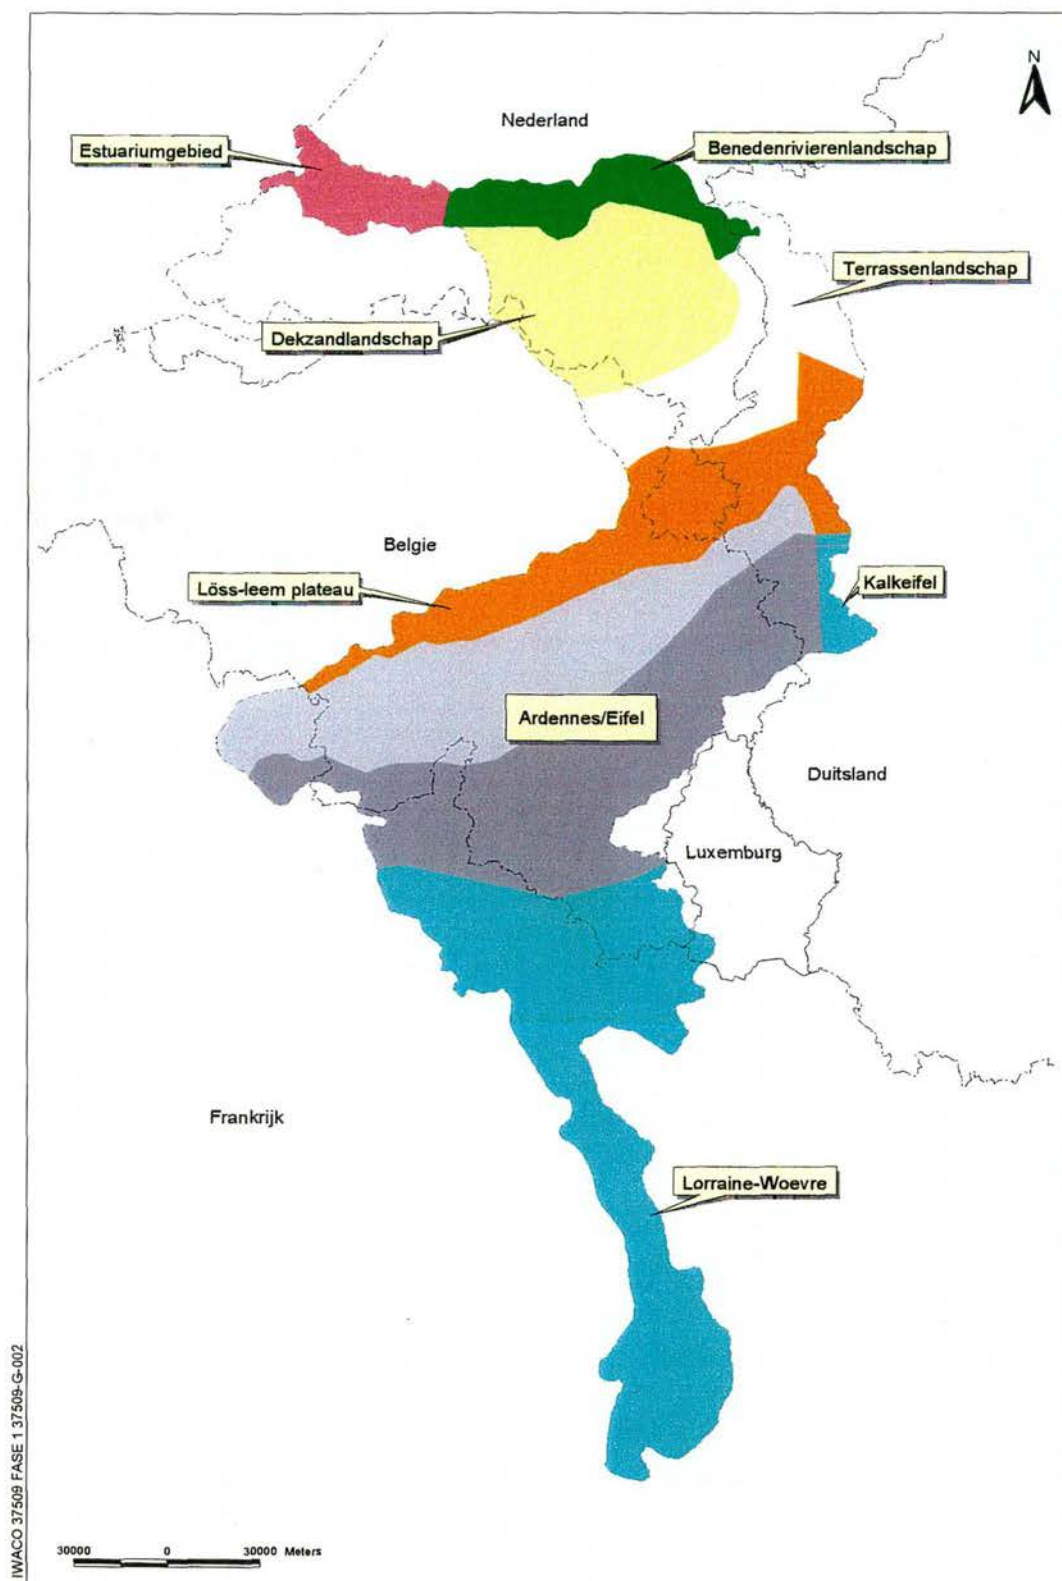 N
Nederland
Estuariumgebied
Benedenrivierenlandschap
Terrassenlandschap
Dekzandlandschap
Belgie
Löss-leem plateau
Kalkeifel
Ardennes/Eifel
Duitsland
Luxemburg
Frankrijk
Lorraine-Woevre
IWACO 37509 FASE 1 37509-G-002
30000 0 30000 Meters